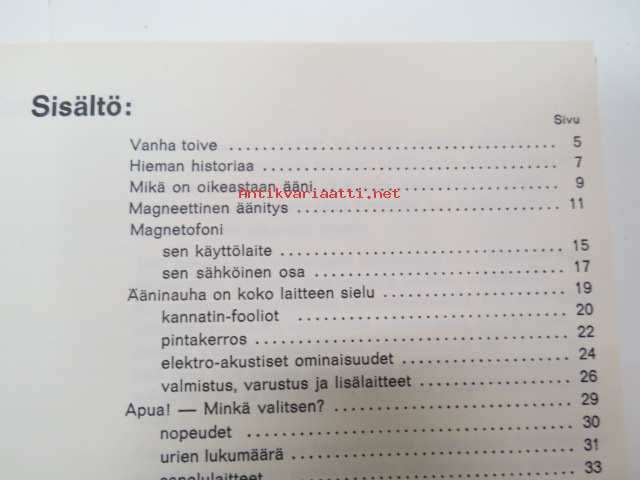 Sisältö:
Sivu
Vanha toive 5
Hieman historiaa 7
Mikä on oikeastaan ääni 9
Antikvariaatti.net
Magneettinen äänitys 11
Magnetofoni
sen käyttölaite 15
sen sähköinen osa 17
Ääninauha on koko laitteen sielu 19
kannatin-fooliot 20
pintakerros 22
elektro-akustiset ominaisuudet 24
valmistus, varustus ja lisälaitteet 26
Apua! — Minkä valitsen? 29
nopeudet 30
urien lukumäärä 31
33